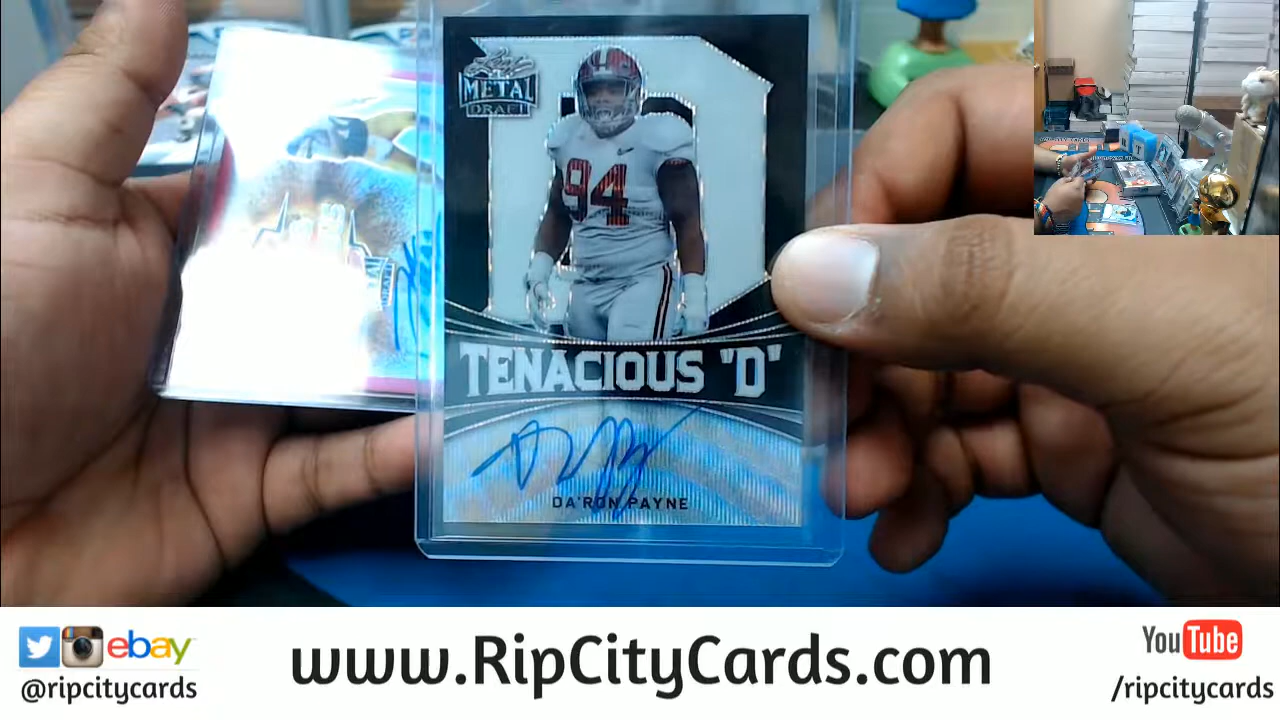 Leaf
METAL
DRAFT
94
TENACIOUS "D"
DA'RON PAYNE
ebay
@ripcitycards
www.RipCityCards.com
YouTube
/ripcitycards